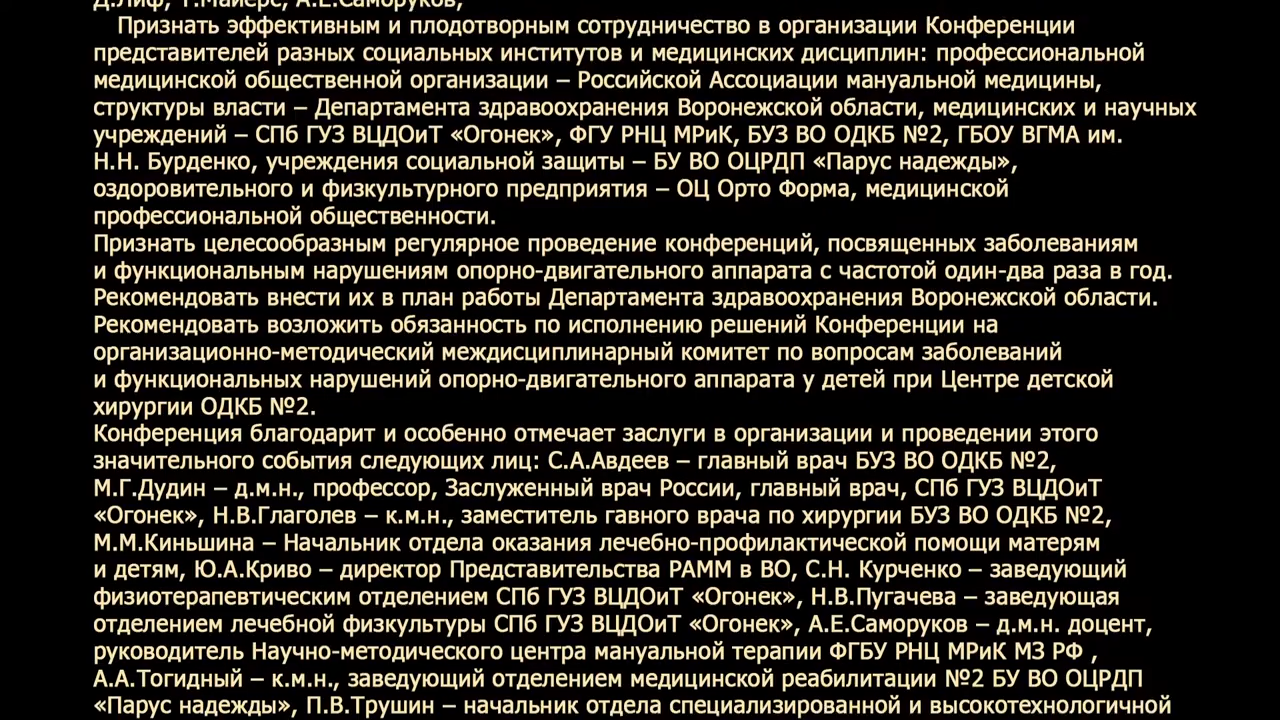 Д.Лиф, Т.Майерс, А.Е.Саморуков,
Признать эффективным и плодотворным сотрудничество в организации Конференции
представителей разных социальных институтов и медицинских дисциплин: профессиональной
медицинской общественной организации – Российской Ассоциации мануальной медицины,
структуры власти – Департамента здравоохранения Воронежской области, медицинских и научных
учреждений – СПб ГУЗ ВЦДОиТ «Огонек», ФГУ РНЦ МРиК, БУЗ ВО ОДКБ №2, ГБОУ ВГМА им.
Н.Н. Бурденко, учреждения социальной защиты – БУ ВО ОЦРДП «Парус надежды»,
оздоровительного и физкультурного предприятия – ОЦ Орто Форма, медицинской
профессиональной общественности.
Признать целесообразным регулярное проведение конференций, посвященных заболеваниям
и функциональным нарушениям опорно-двигательного аппарата с частотой один-два раза в год.
Рекомендовать внести их в план работы Департамента здравоохранения Воронежской области.
Рекомендовать возложить обязанность по исполнению решений Конференции на
организационно-методический междисциплинарный комитет по вопросам заболеваний
и функциональных нарушений опорно-двигательного аппарата у детей при Центре детской
хирургии ОДКБ №2.
Конференция благодарит и особенно отмечает заслуги в организации и проведении этого
значительного события следующих лиц: С.А.Авдеев – главный врач БУЗ ВО ОДКБ №2,
М.Г.Дудин – д.м.н., профессор, Заслуженный врач России, главный врач, СПб ГУЗ ВЦДОиТ
«Огонек», Н.В.Глаголев – к.м.н., заместитель гавного врача по хирургии БУЗ ВО ОДКБ №2,
М.М.Киньшина – Начальник отдела оказания лечебно-профилактической помощи матерям
и детям, Ю.А.Криво – директор Представительства РАММ в ВО, С.Н. Курченко – заведующий
физиотерапевтическим отделением СПб ГУЗ ВЦДОиТ «Огонек», Н.В.Пугачева – заведующая
отделением лечебной физкультуры СПб ГУЗ ВЦДОиТ «Огонек», А.Е.Саморуков – д.м.н. доцент,
руководитель Научно-методического центра мануальной терапии ФГБУ РНЦ МРиК МЗ РФ ,
А.А.Тогидный – к.м.н., заведующий отделением медицинской реабилитации №2 БУ ВО ОЦРДП
«Парус надежды», П.В.Трушин – начальник отдела специализированной и высокотехнологичной